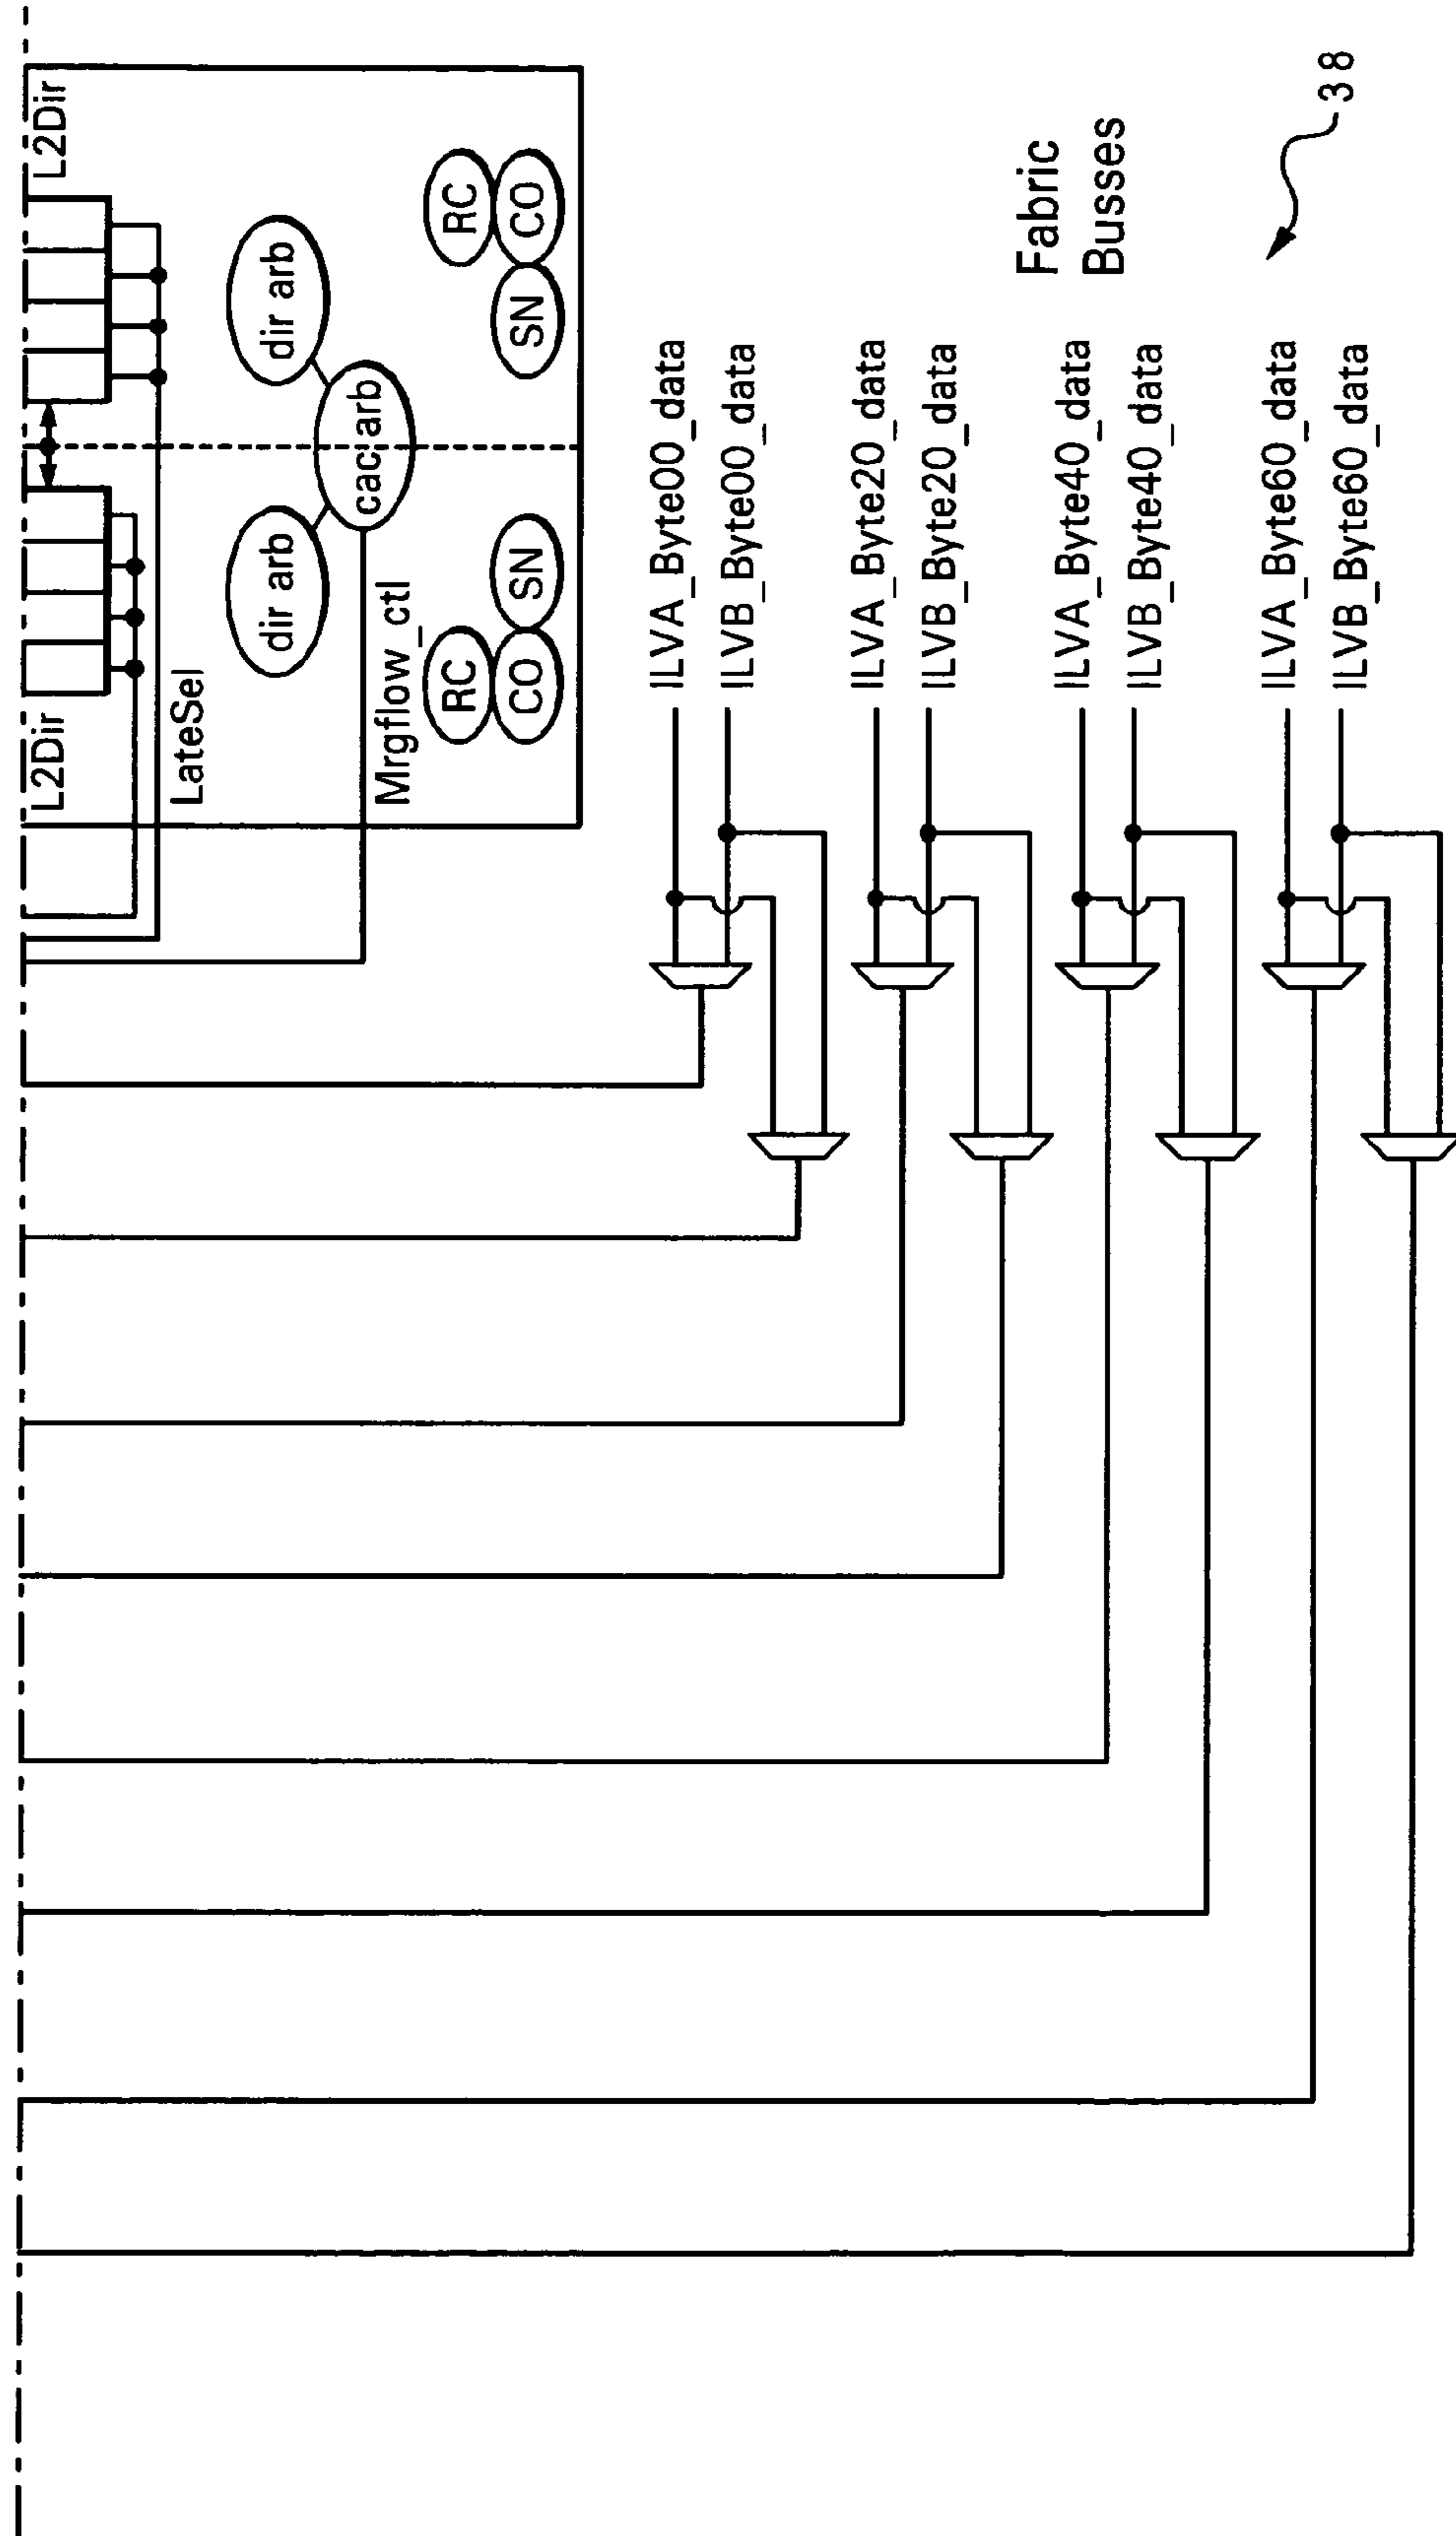 L2Dir
L2Dir
LateSel
dir arb
dir arb
cac arb
Mrgflow_ctl
RC
CO
SN
RC
CO
SN
ILVA_Byte00_data
ILVB_Byte00_data
ILVA_Byte20_data
ILVB_Byte20_data
Fabric
Busses
ILVA_Byte40_data
ILVB_Byte40_data
ILVA_Byte60_data
ILVB_Byte60_data
38